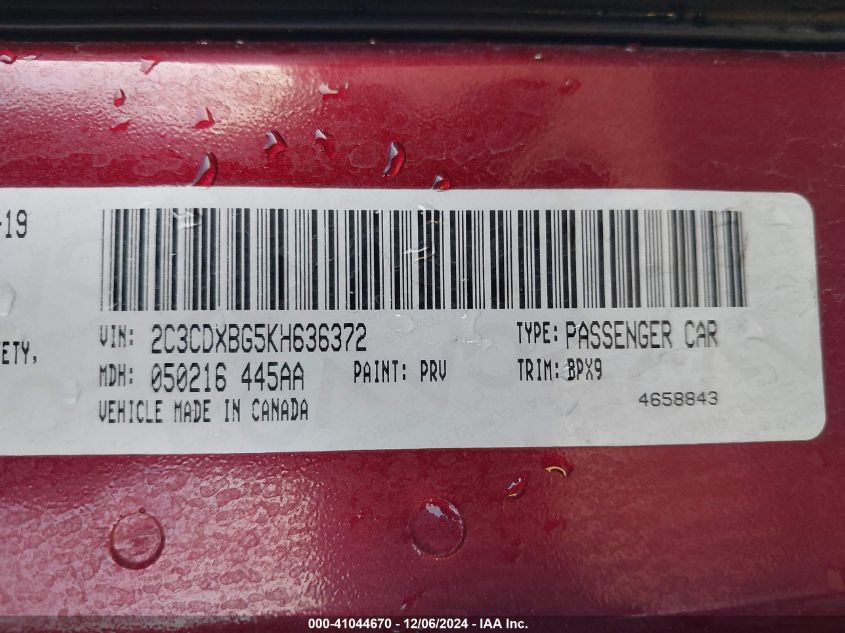 -19
ETY,
VIN: 2C3CDXBG5KH636372
TYPE: PASSENGER CAR
MDH: 050216 445AA
PAINT: PRV
TRIM: BPX9
VEHICLE MADE IN CANADA
4658843
000-41044670 - 12/06/2024 - IAA Inc.